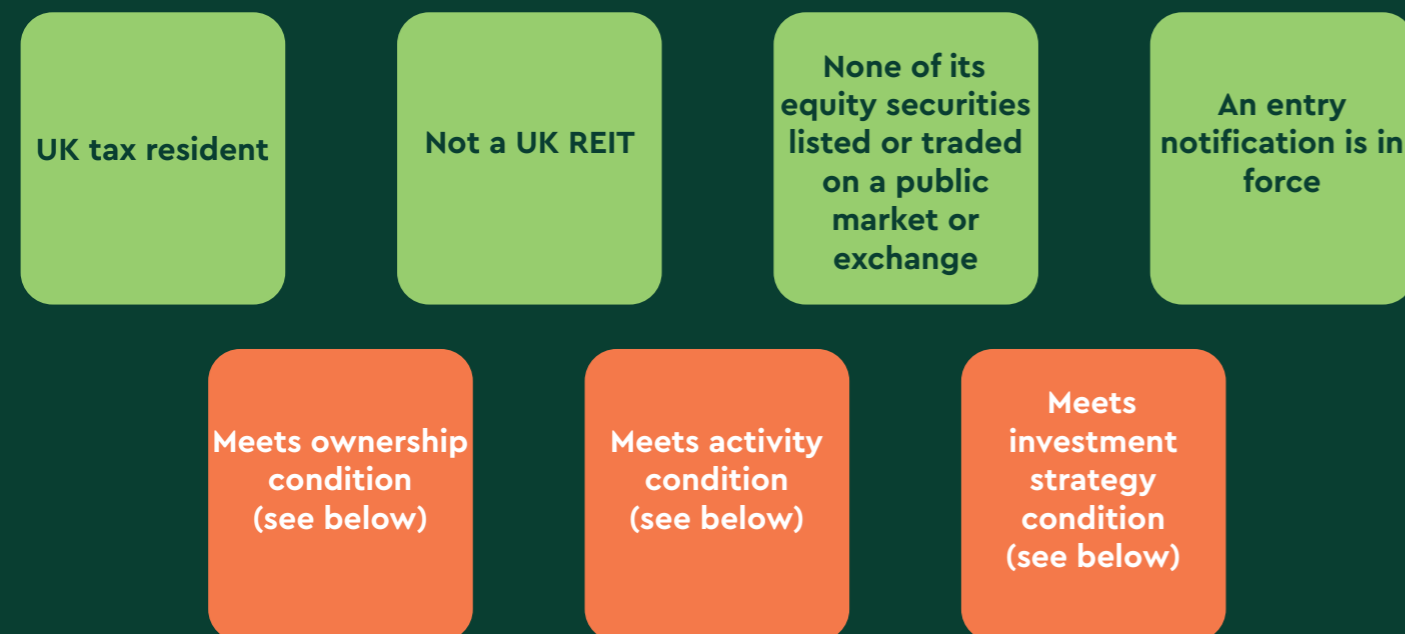 UK tax resident
Not a UK REIT
None of its
equity securities
listed or traded
on a public
market or
exchange
An entry
notification is in
force
Meets ownership
condition
(see below)
Meets activity
condition
(see below)
Meets
investment
strategy
condition
(see below)